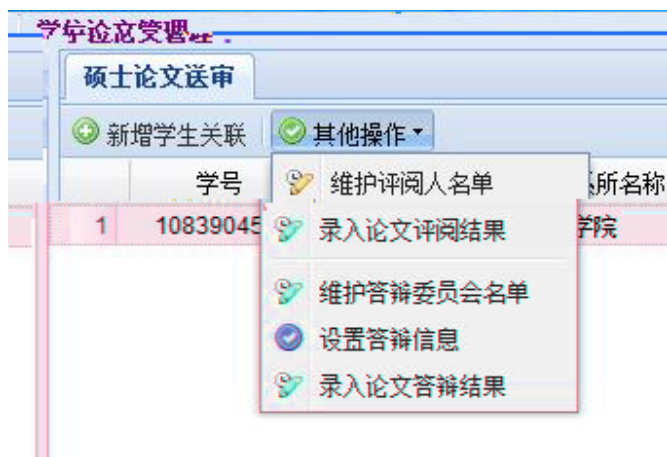 学位论文管理
硕士论文送审
新增学生关联 其他操作
学号 所名称
1 10839045 学院
维护评阅人名单
录入论文评阅结果
维护答辩委员会名单
设置答辩信息
录入论文答辩结果